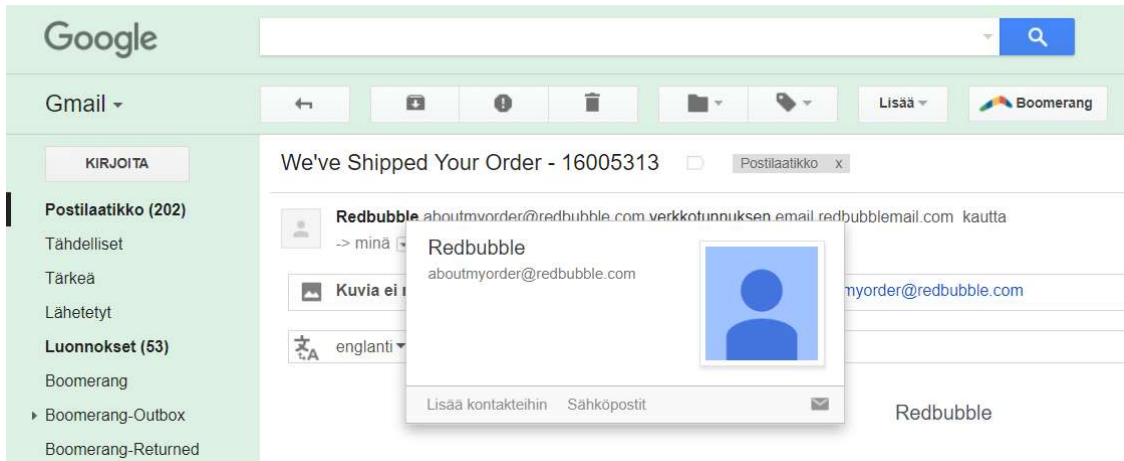 Google
Gmail
Lisää
Boomerang
KIRJOITA
We've Shipped Your Order - 16005313
Postilaatikko x
Postilaatikko (202)
Tähdelliset
Tärkeä
Lähetetyt
Luonnokset (53)
Boomerang
Boomerang-Outbox
Boomerang-Returned
Redbubble aboutmyorder@redbubble.com verkkotunnuksen email.redbubblemail.com kautta
-> minä
Redbubble
aboutmyorder@redbubble.com
Kuvia ei
myorder@redbubble.com
englanti
Lisää kontakteihin Sähköpostit
Redbubble